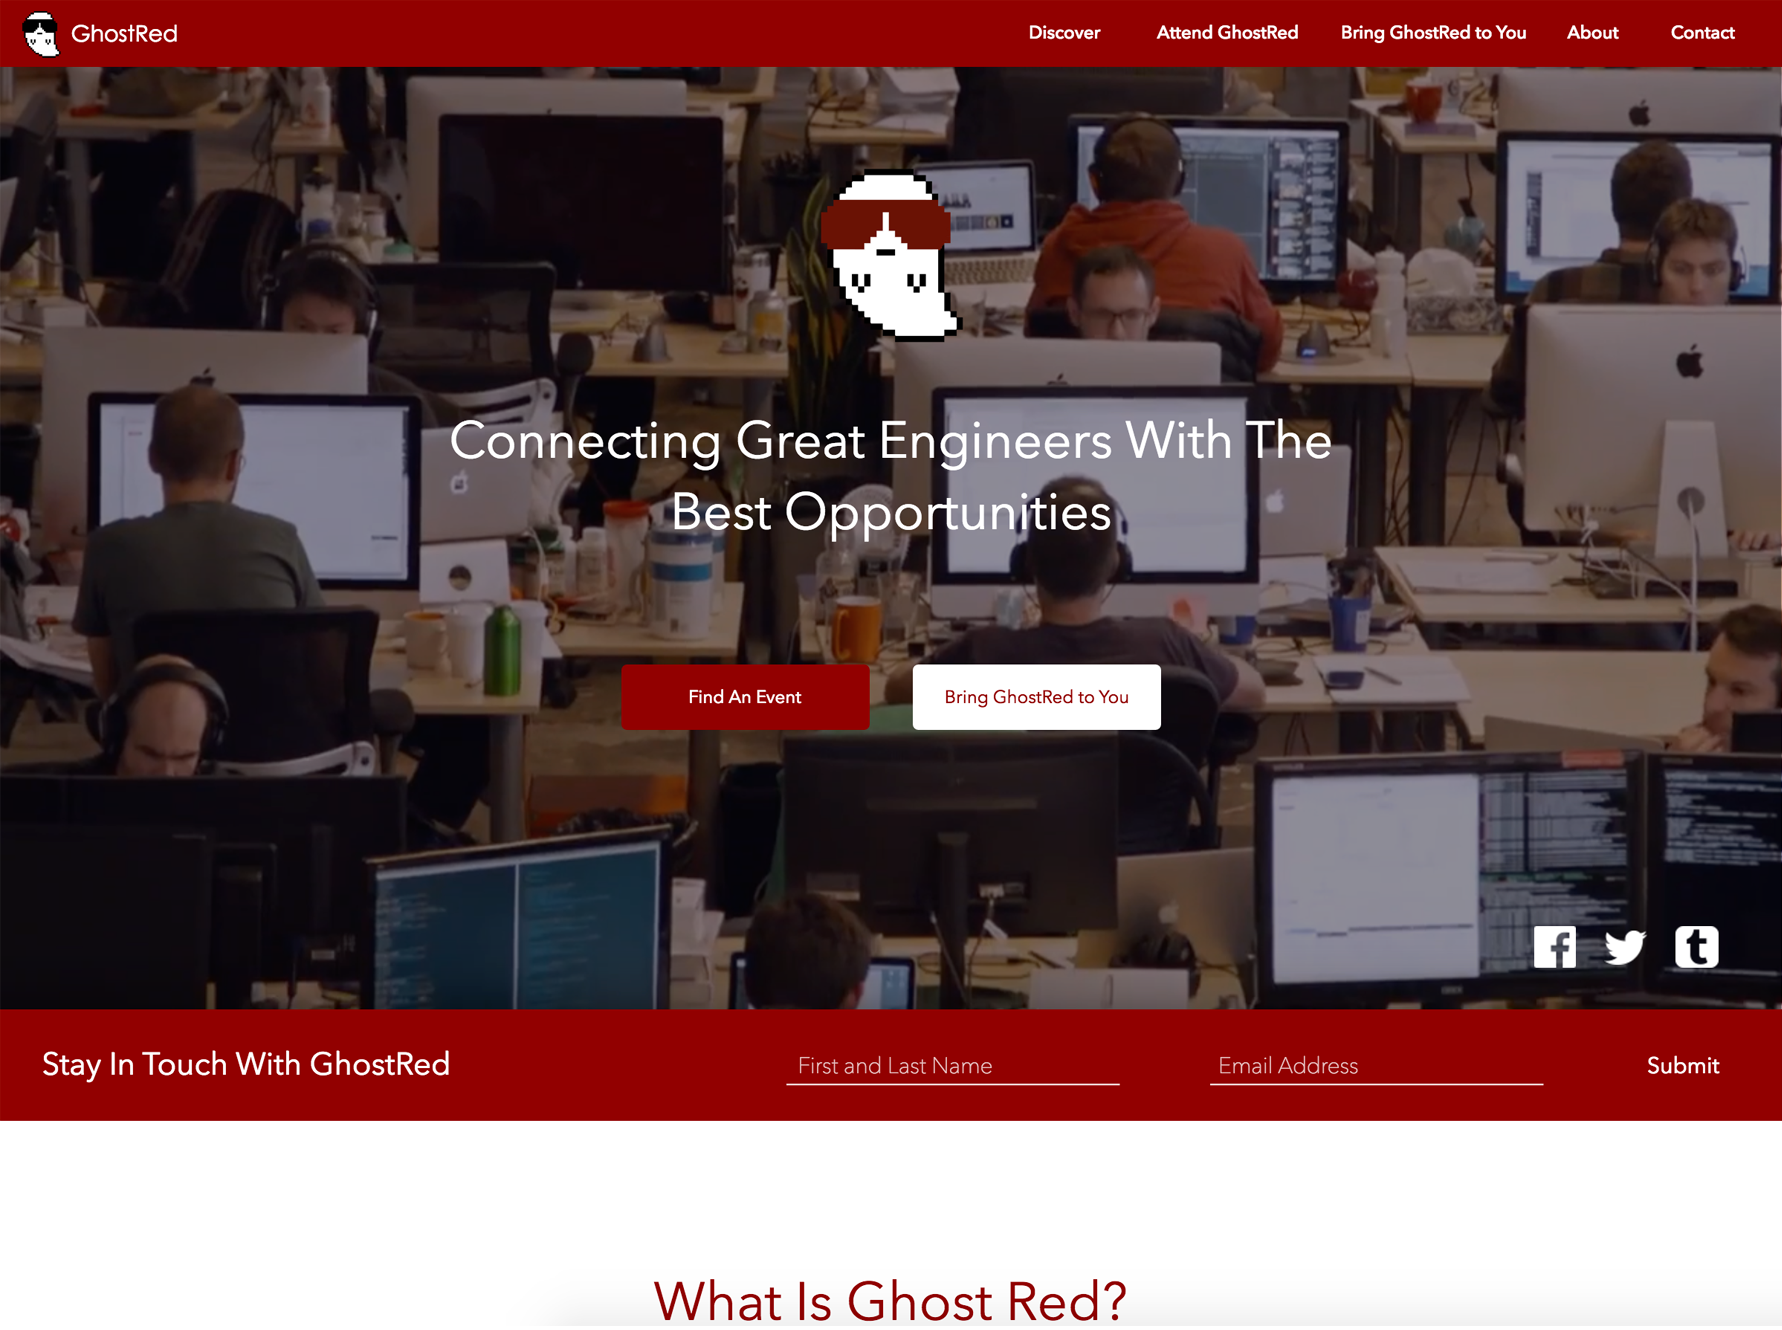 GhostRed
Discover
Attend GhostRed
Bring GhostRed to You
About
Contact
Connecting Great Engineers With The
Best Opportunities
Find An Event
Bring GhostRed to You
Stay In Touch With GhostRed
First and Last Name
Email Address
Submit
What Is Ghost Red?